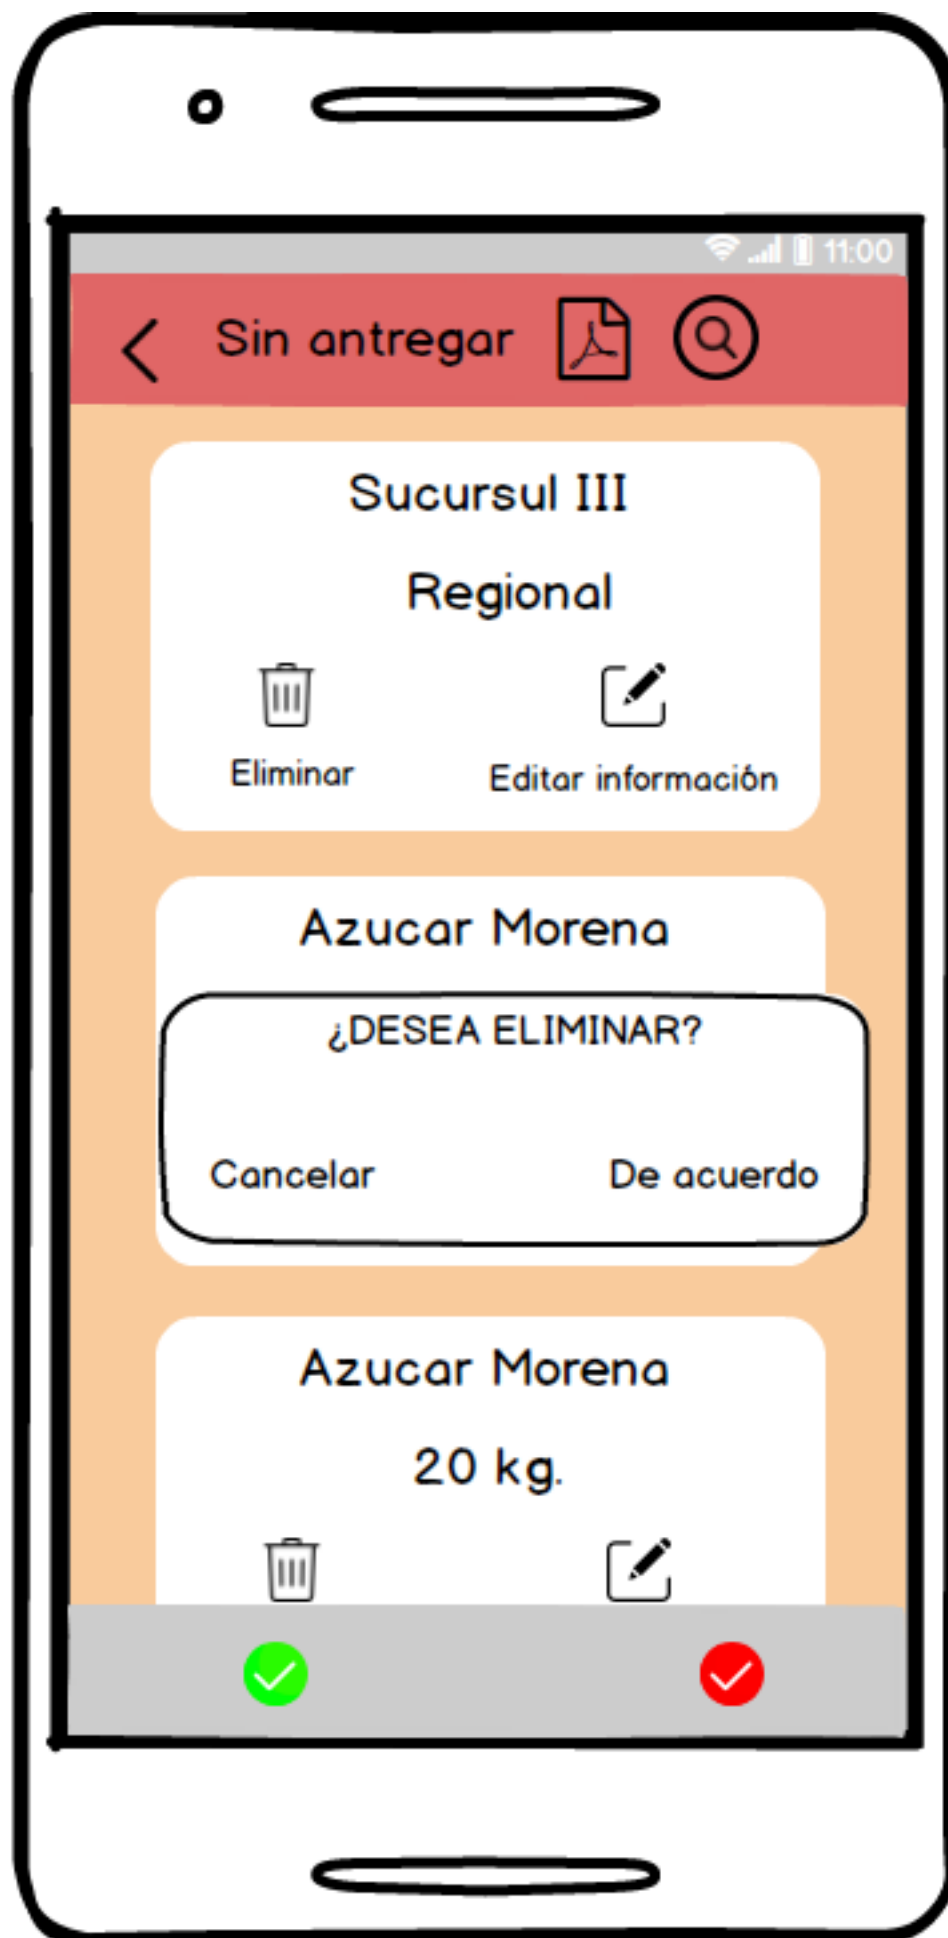 11:00
Sin antregar
Sucursul III
Regional
Eliminar
Editar información
Azucar Morena
¿DESEA ELIMINAR?
Cancelar
De acuerdo
Azucar Morena
20 kg.